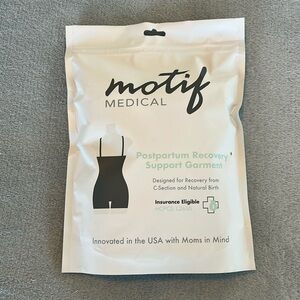 motif
MEDICAL
Postpartum Recovery
Support Garment
Designed for Recovery from
C-Section and Natural Birth
Insurance Eligible
Innovated in the USA with Moms in Mind